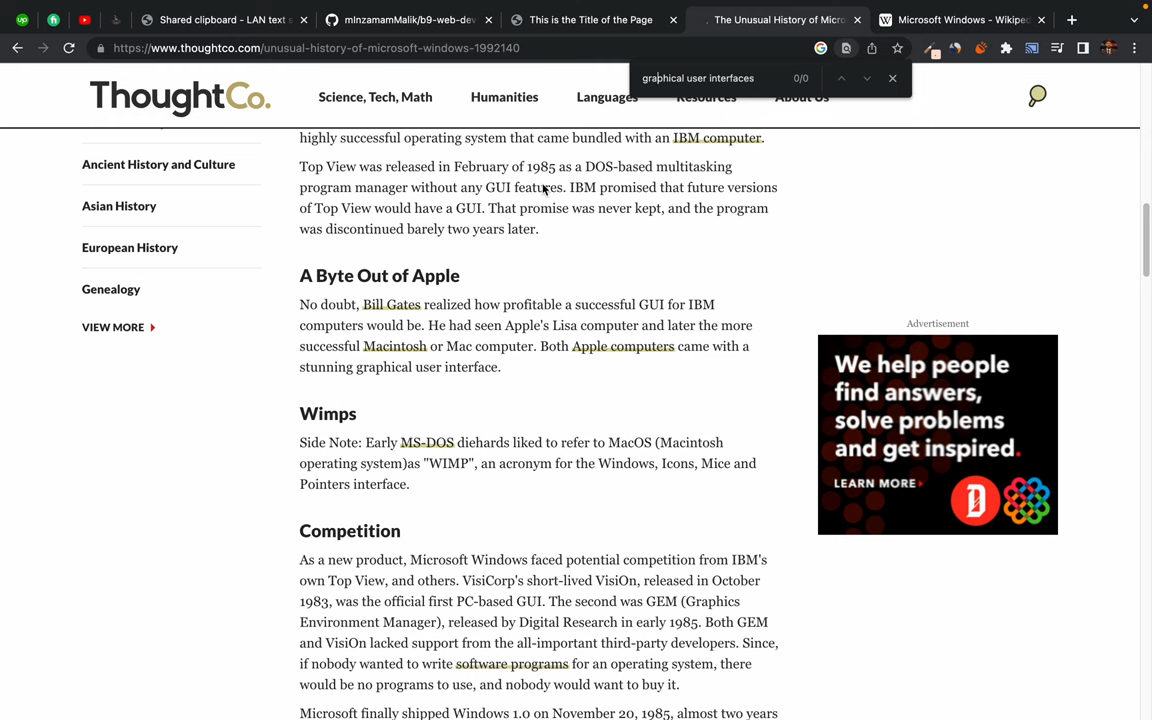 Shared clipboard - LAN text s
mInzamamMalik/b9-web-dev
This is the Title of the Page
The Unusual History of Micro
Microsoft Windows - Wikiped
https://www.thoughtco.com/unusual-history-of-microsoft-windows-1992140
graphical user interfaces 0/0
ThoughtCo.
Science, Tech, Math
Humanities
Languages
Resources
About Us
Ancient History and Culture
Asian History
European History
Genealogy
VIEW MORE
highly successful operating system that came bundled with an IBM computer.
Top View was released in February of 1985 as a DOS-based multitasking
program manager without any GUI features. IBM promised that future versions
of Top View would have a GUI. That promise was never kept, and the program
was discontinued barely two years later.
A Byte Out of Apple
No doubt, Bill Gates realized how profitable a successful GUI for IBM
computers would be. He had seen Apple's Lisa computer and later the more
successful Macintosh or Mac computer. Both Apple computers came with a
stunning graphical user interface.
Wimps
Side Note: Early MS-DOS diehards liked to refer to MacOS (Macintosh
operating system)as "WIMP", an acronym for the Windows, Icons, Mice and
Pointers interface.
Competition
As a new product, Microsoft Windows faced potential competition from IBM's
own Top View, and others. VisiCorp's short-lived VisiOn, released in October
1983, was the official first PC-based GUI. The second was GEM (Graphics
Environment Manager), released by Digital Research in early 1985. Both GEM
and VisiOn lacked support from the all-important third-party developers. Since,
if nobody wanted to write software programs for an operating system, there
would be no programs to use, and nobody would want to buy it.
Microsoft finally shipped Windows 1.0 on November 20, 1985, almost two years
Advertisement
We help people
find answers,
solve problems
and get inspired.
LEARN MORE
D